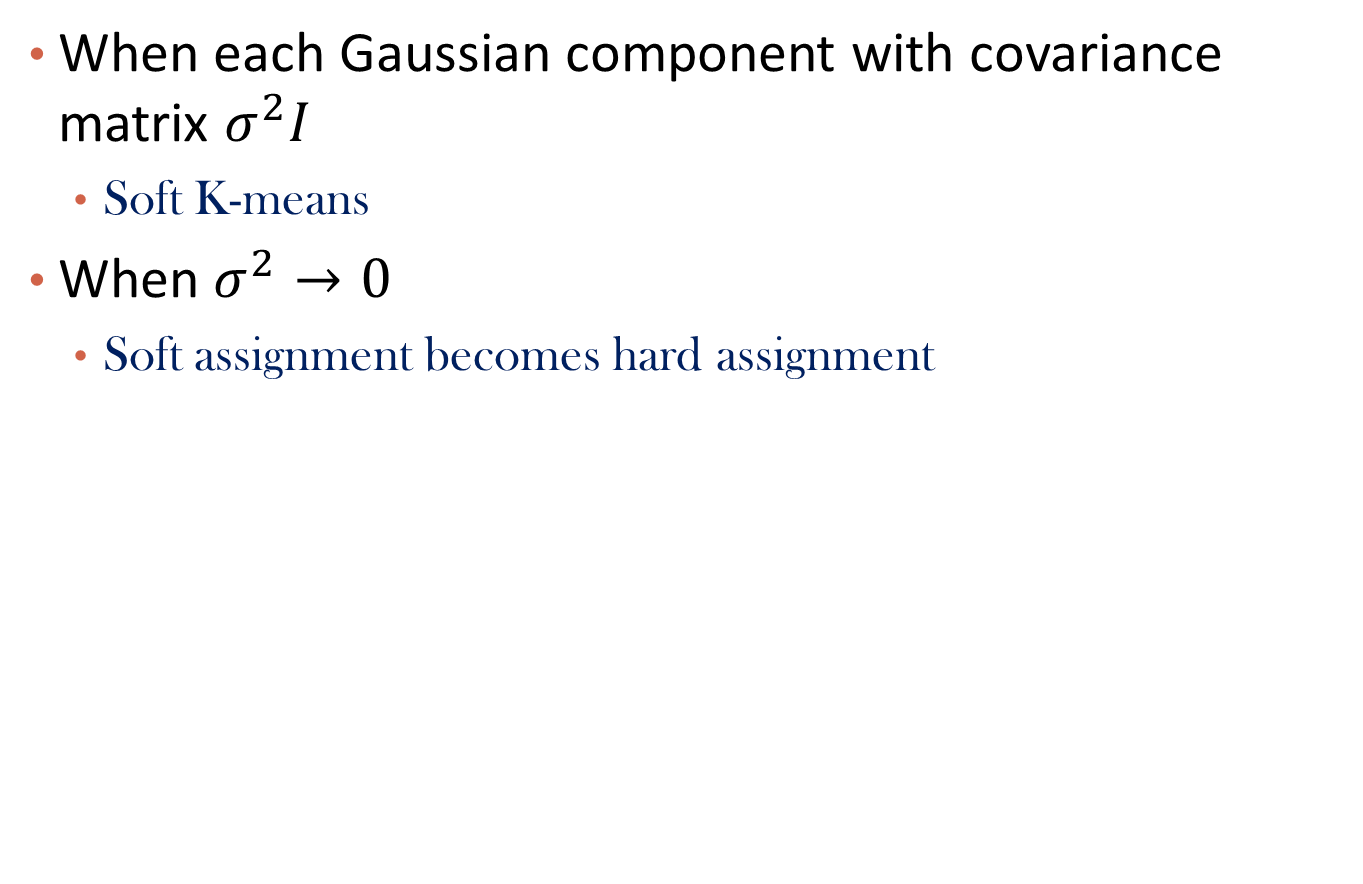 • When each Gaussian component with covariance
matrix 𝜎²𝐼
• Soft K-means
• When 𝜎² → 0
• Soft assignment becomes hard assignment